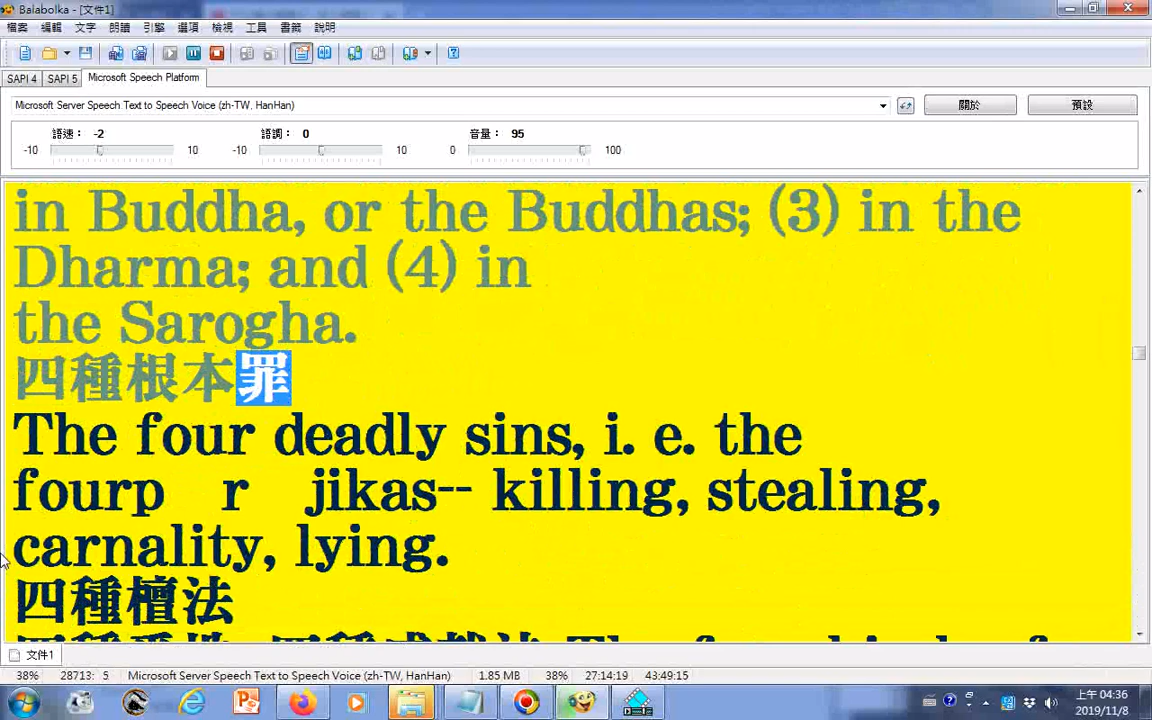 Balabolka - [文件1]
檔案 編輯 文字 朗讀 引擎 選項 檢視 工具 書籤 說明
SAPI 4 SAPI 5 Microsoft Speech Platform
Microsoft Server Speech Text to Speech Voice (zh-TW, HanHan) 關於 預設
語速： -2 語調： 0 音量： 95
-10 10 -10 10 0 100
in Buddha, or the Buddhas; (3) in the
Dharma; and (4) in
the Sarogha.
四種根本罪
The four deadly sins, i. e. the
fourp r jikas-- killing, stealing,
carnality, lying.
四種檀法
文件1
38% 28713: 5 Microsoft Server Speech Text to Speech Voice (zh-TW, HanHan) 1.85 MB 38% 27:14:19 43:49:15
上午 04:36
2019/11/8